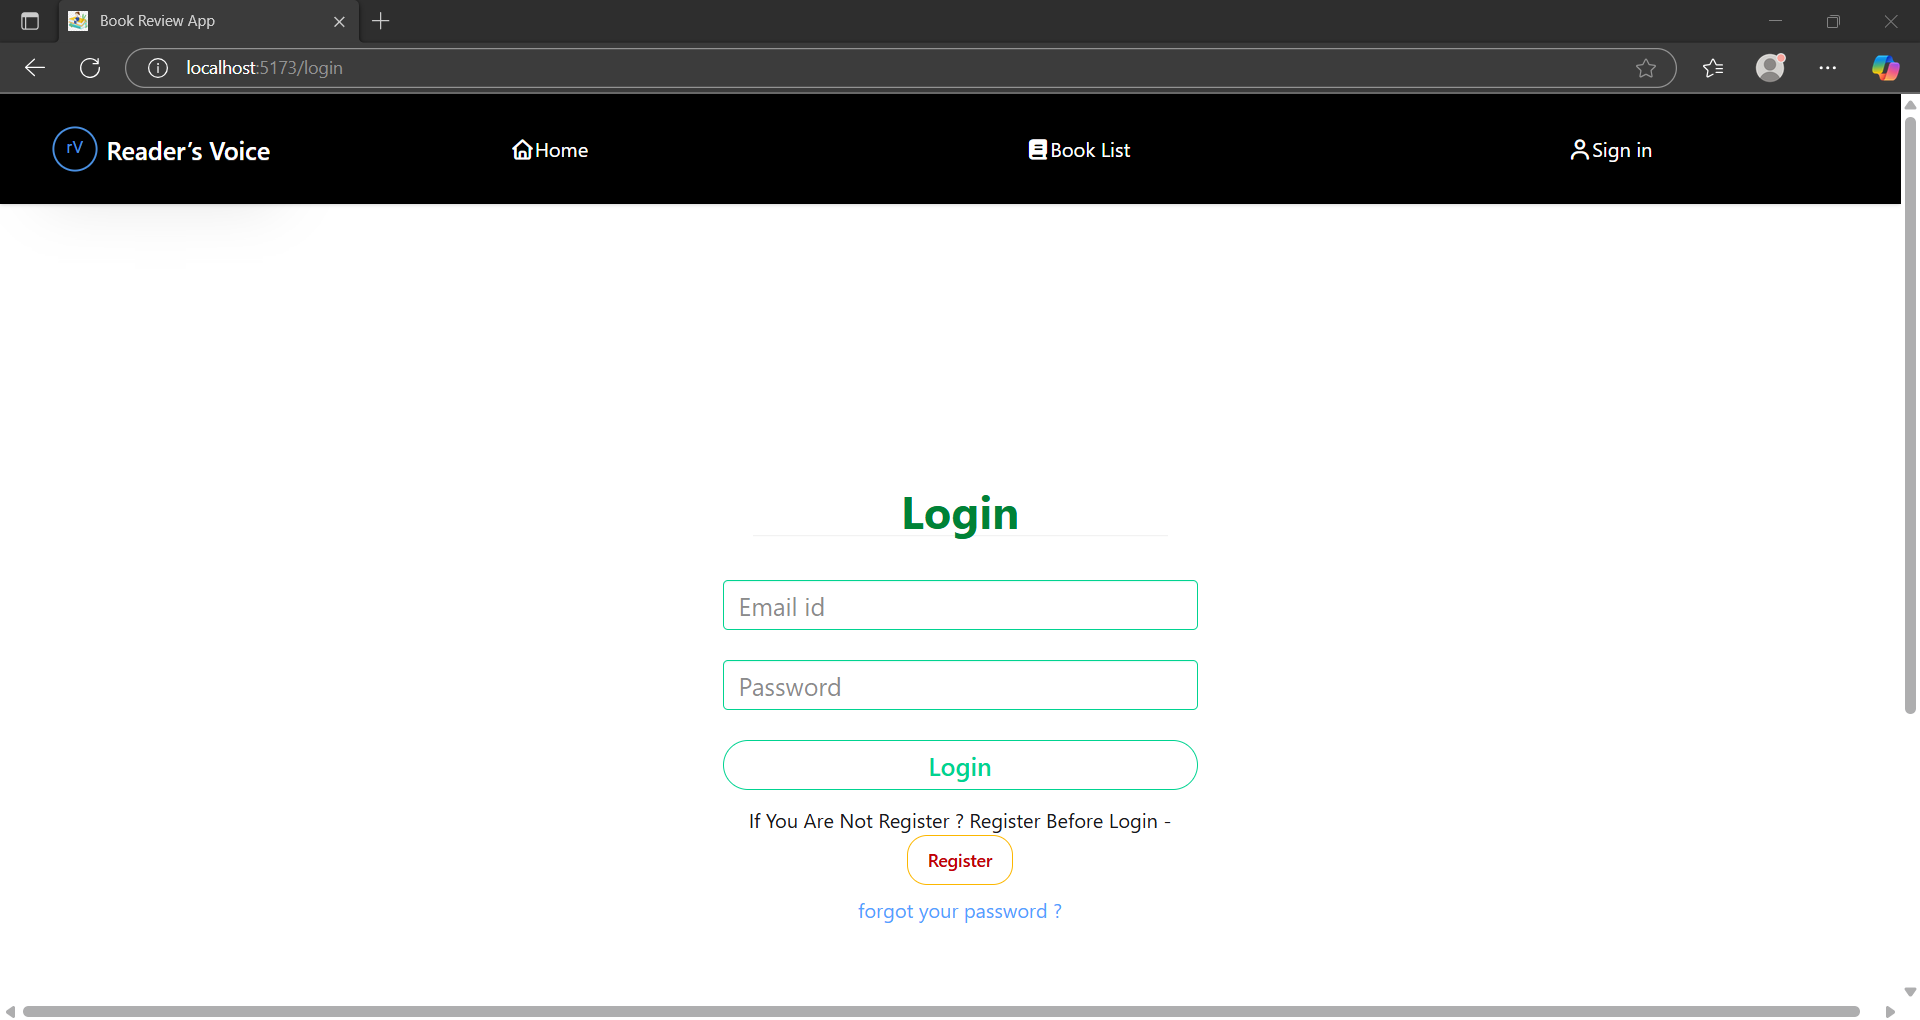 Book Review App
localhost:5173/login
rV Reader’s Voice Home Book List Sign in
Login
Email id
Password
Login
If You Are Not Register ? Register Before Login -
Register
forgot your password ?